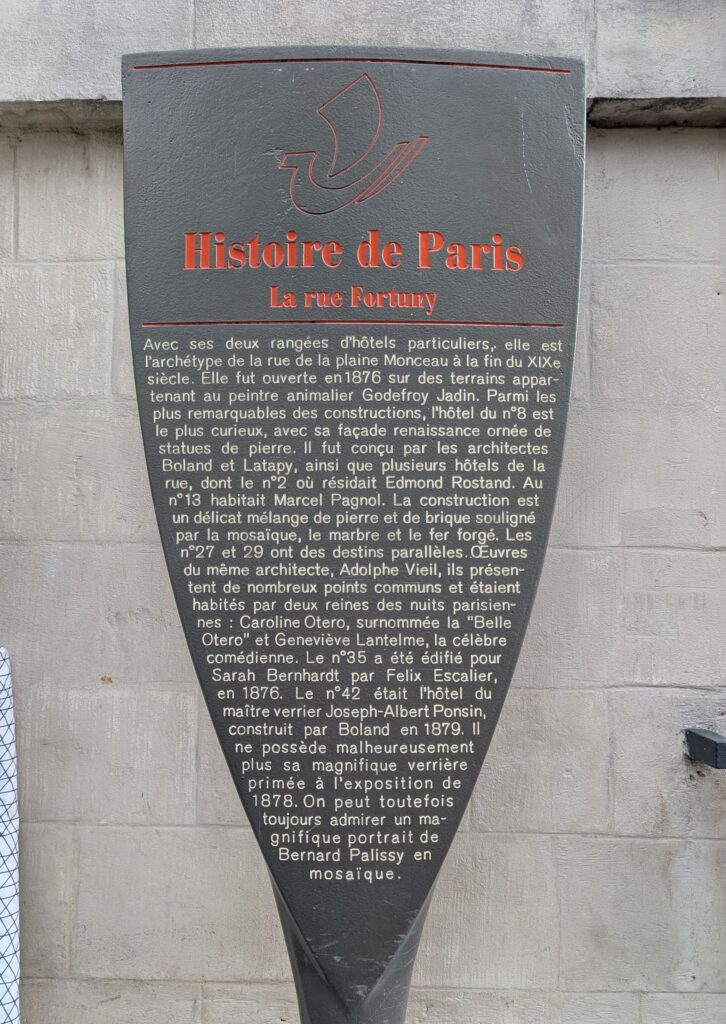 Histoire de Paris
La rue Fortuny
Avec ses deux rangées d'hôtels particuliers, elle est
l'archétype de la rue de la plaine Monceau à la fin du XIXe
siècle. Elle fut ouverte en 1876 sur des terrains appar-
tenant au peintre animalier Godefroy Jadin. Parmi les
plus remarquables des constructions, l'hôtel du n°8 est
le plus curieux, avec sa façade renaissance ornée de
statues de pierre. Il fut conçu par les architectes
Boland et Latapy, ainsi que plusieurs hôtels de la
rue, dont le n°2 où résidait Edmond Rostand. Au
n°13 habitait Marcel Pagnol. La construction est
un délicat mélange de pierre et de brique souligné
par la mosaïque, le marbre et le fer forgé. Les
n°27 et 29 ont des destins parallèles. Œuvres
du même architecte, Adolphe Vieil, ils présen-
tent de nombreux points communs et étaient
habités par deux reines des nuits parisien-
nes : Caroline Otero, surnommée la "Belle
Otero" et Geneviève Lantelme, la célèbre
comédienne. Le n°35 a été édifié pour
Sarah Bernhardt par Felix Escalier,
en 1876. Le n°42 était l'hôtel du
maître verrier Joseph-Albert Ponsin,
construit par Boland en 1879. Il
ne possède malheureusement
plus sa magnifique verrière
primée à l'exposition de
1878. On peut toutefois
toujours admirer un ma-
gnifique portrait de
Bernard Palissy en
mosaïque.